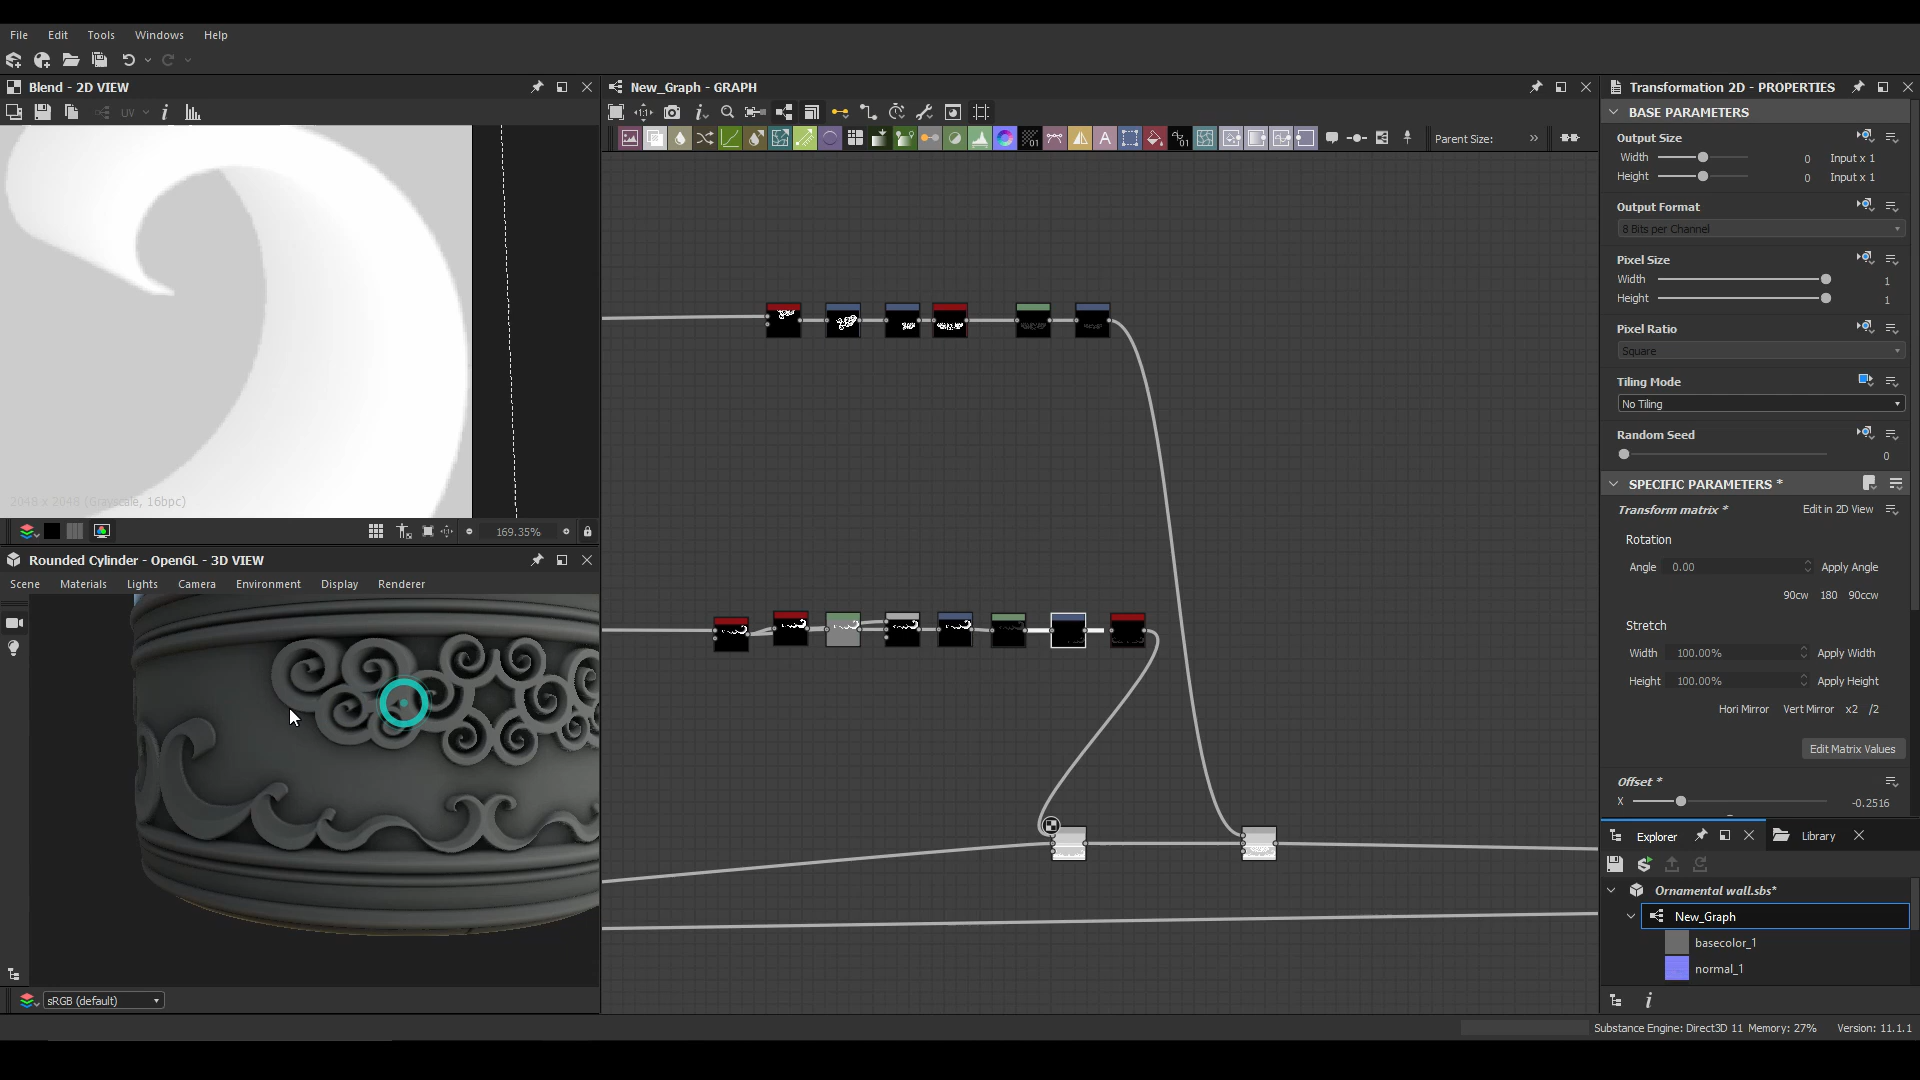 File Edit Tools Windows Help
Blend - 2D VIEW
UV
2048 x 2048 (Grayscale, 16bpc)
169.35%
Rounded Cylinder - OpenGL - 3D VIEW
Scene Materials Lights Camera Environment Display Renderer
sRGB (default)
New_Graph - GRAPH
Parent Size:
Transformation 2D - PROPERTIES
BASE PARAMETERS
Output Size
Width 0 Input x 1
Height 0 Input x 1
Output Format
8 Bits per Channel
Pixel Size
Width 1
Height 1
Pixel Ratio
Square
Tiling Mode
No Tiling
Random Seed
0
SPECIFIC PARAMETERS *
Transform matrix * Edit in 2D View
Rotation
Angle 0.00 Apply Angle
90cw 180 90ccw
Stretch
Width 100.00% Apply Width
Height 100.00% Apply Height
Hori Mirror Vert Mirror x2 /2
Edit Matrix Values
Offset *
X -0.2516
Explorer Library
Ornamental wall.sbs*
New_Graph
basecolor_1
normal_1
Substance Engine: Direct3D 11 Memory: 27% Version: 11.1.1